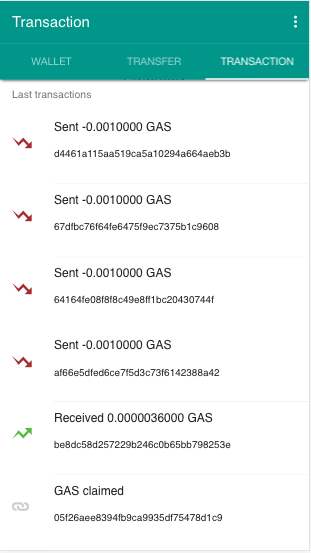 Transaction
WALLET TRANSFER TRANSACTION
Last transactions
Sent -0.0010000 GAS
d4461a115aa519ca5a10294a664aeb3b
Sent -0.0010000 GAS
67dfbc76f64fe6475f9ec7375b1c9608
Sent -0.0010000 GAS
64164fe08f8f8c49e8ff1bc20430744f
Sent -0.0010000 GAS
af66e5dfed6ce7f5d3c73f6142388a42
Received 0.0000036000 GAS
be8dc58d257229b246c0b65bb798253e
GAS claimed
05f26aee8394fb9ca9935df75478d1c9